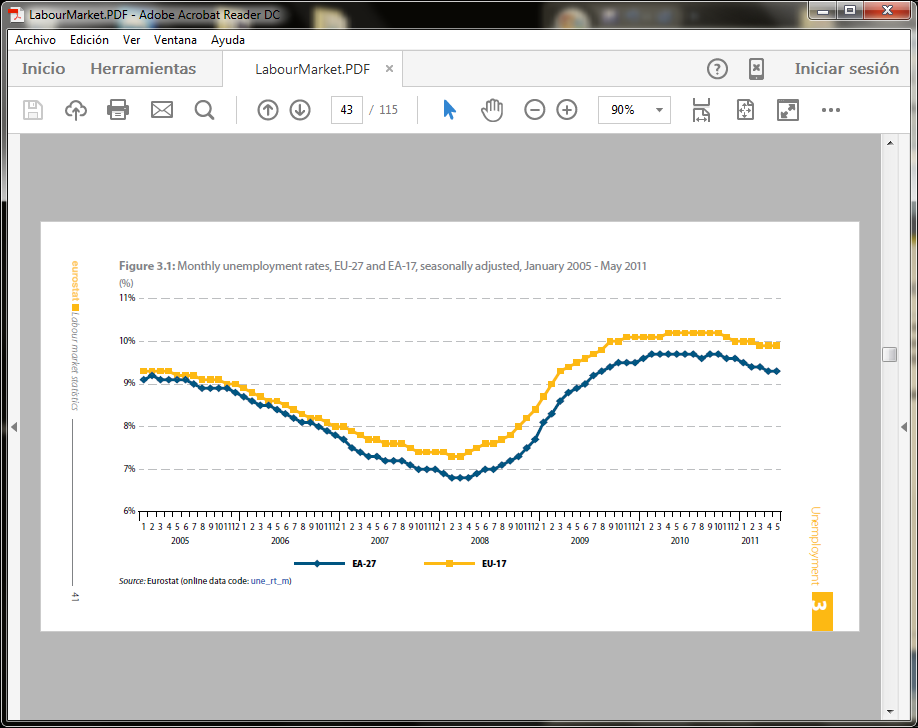 LabourMarket.PDF - Adobe Acrobat Reader DC
Archivo Edición Ver Ventana Ayuda
Inicio Herramientas LabourMarket.PDF × Iniciar sesión
43 / 115 90%
Figure 3.1: Monthly unemployment rates, EU-27 and EA-17, seasonally adjusted, January 2005 - May 2011
(%)
11%
10%
9%
8%
7%
6%
1 2 3 4 5 6 7 8 9 10 11 12 1 2 3 4 5 6 7 8 9 10 11 12 1 2 3 4 5 6 7 8 9 10 11 12 1 2 3 4 5 6 7 8 9 10 11 12 1 2 3 4 5 6 7 8 9 10 11 12 1 2 3 4 5 6 7 8 9 10 11 12 1 2 3 4 5
2005 2006 2007 2008 2009 2010 2011
EA-27 EU-17
Source: Eurostat (online data code: une_rt_m)
eurostat Labour market statistics
41
Unemployment
3